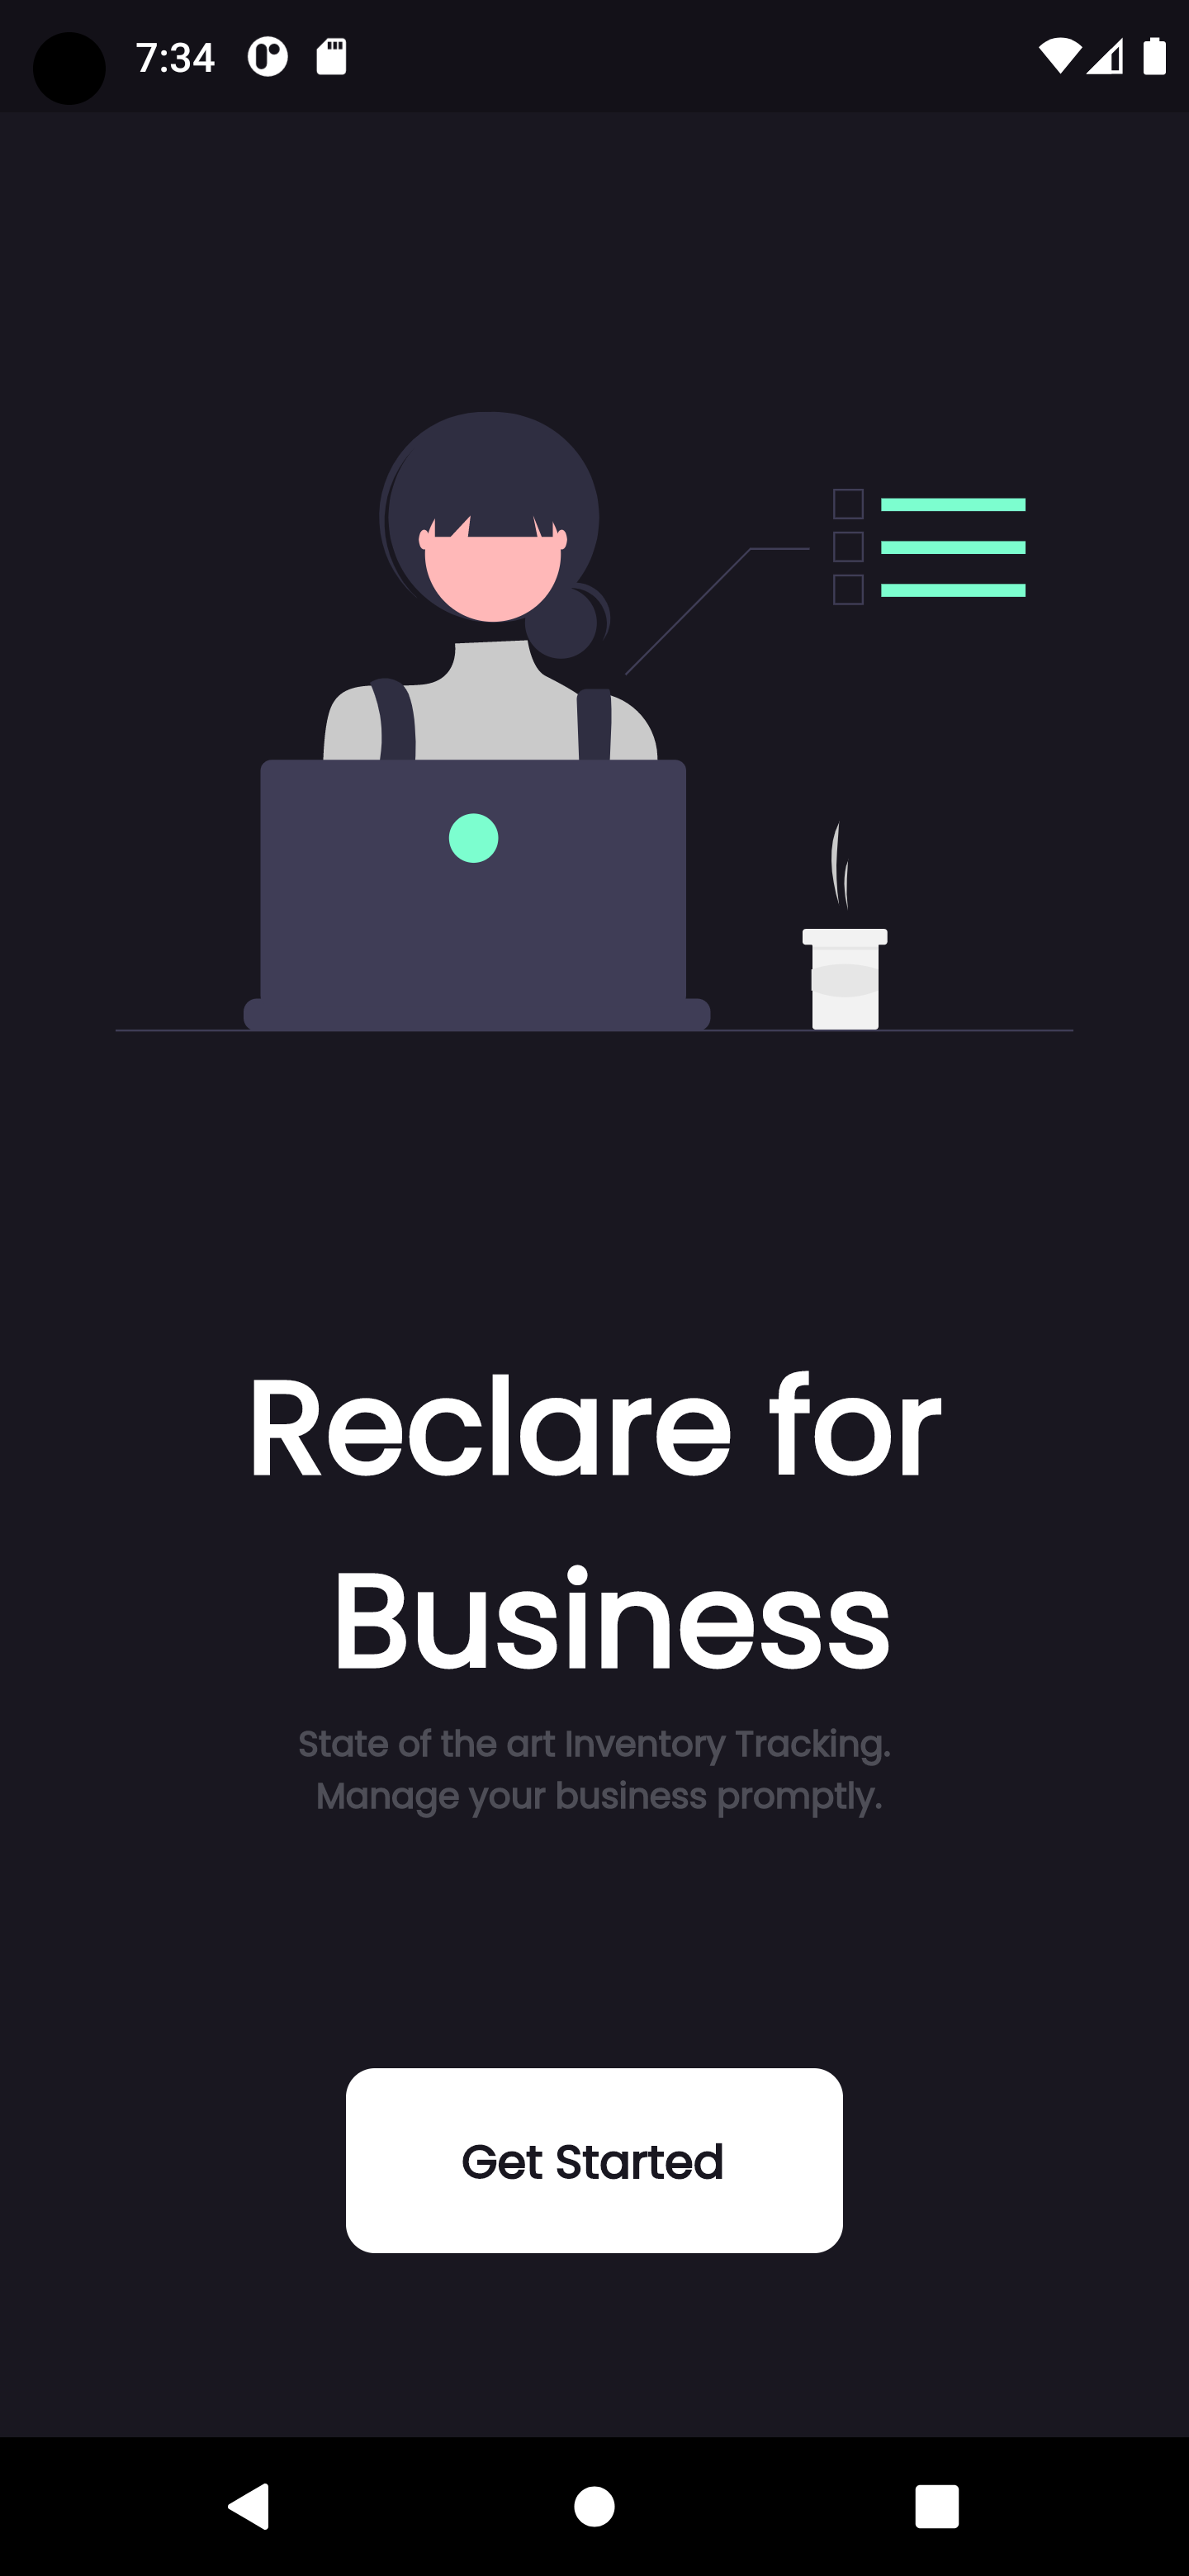 7:34
Reclare for
Business
State of the art Inventory Tracking.
Manage your business promptly.
Get Started